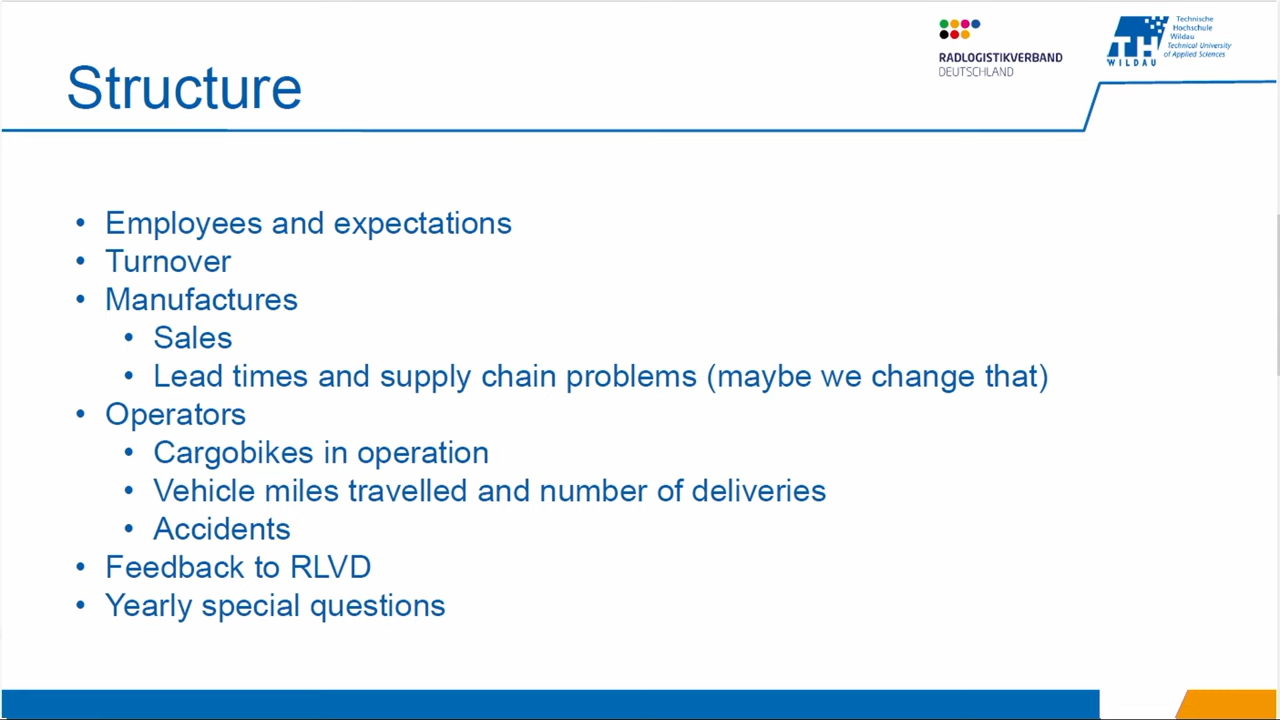 Structure
RADLOGISTIKVERBAND
DEUTSCHLAND
TH
WILDAU
Technische
Hochschule
Wildau
Technical University
of Applied Sciences
• Employees and expectations
• Turnover
• Manufactures
• Sales
• Lead times and supply chain problems (maybe we change that)
• Operators
• Cargobikes in operation
• Vehicle miles travelled and number of deliveries
• Accidents
• Feedback to RLVD
• Yearly special questions